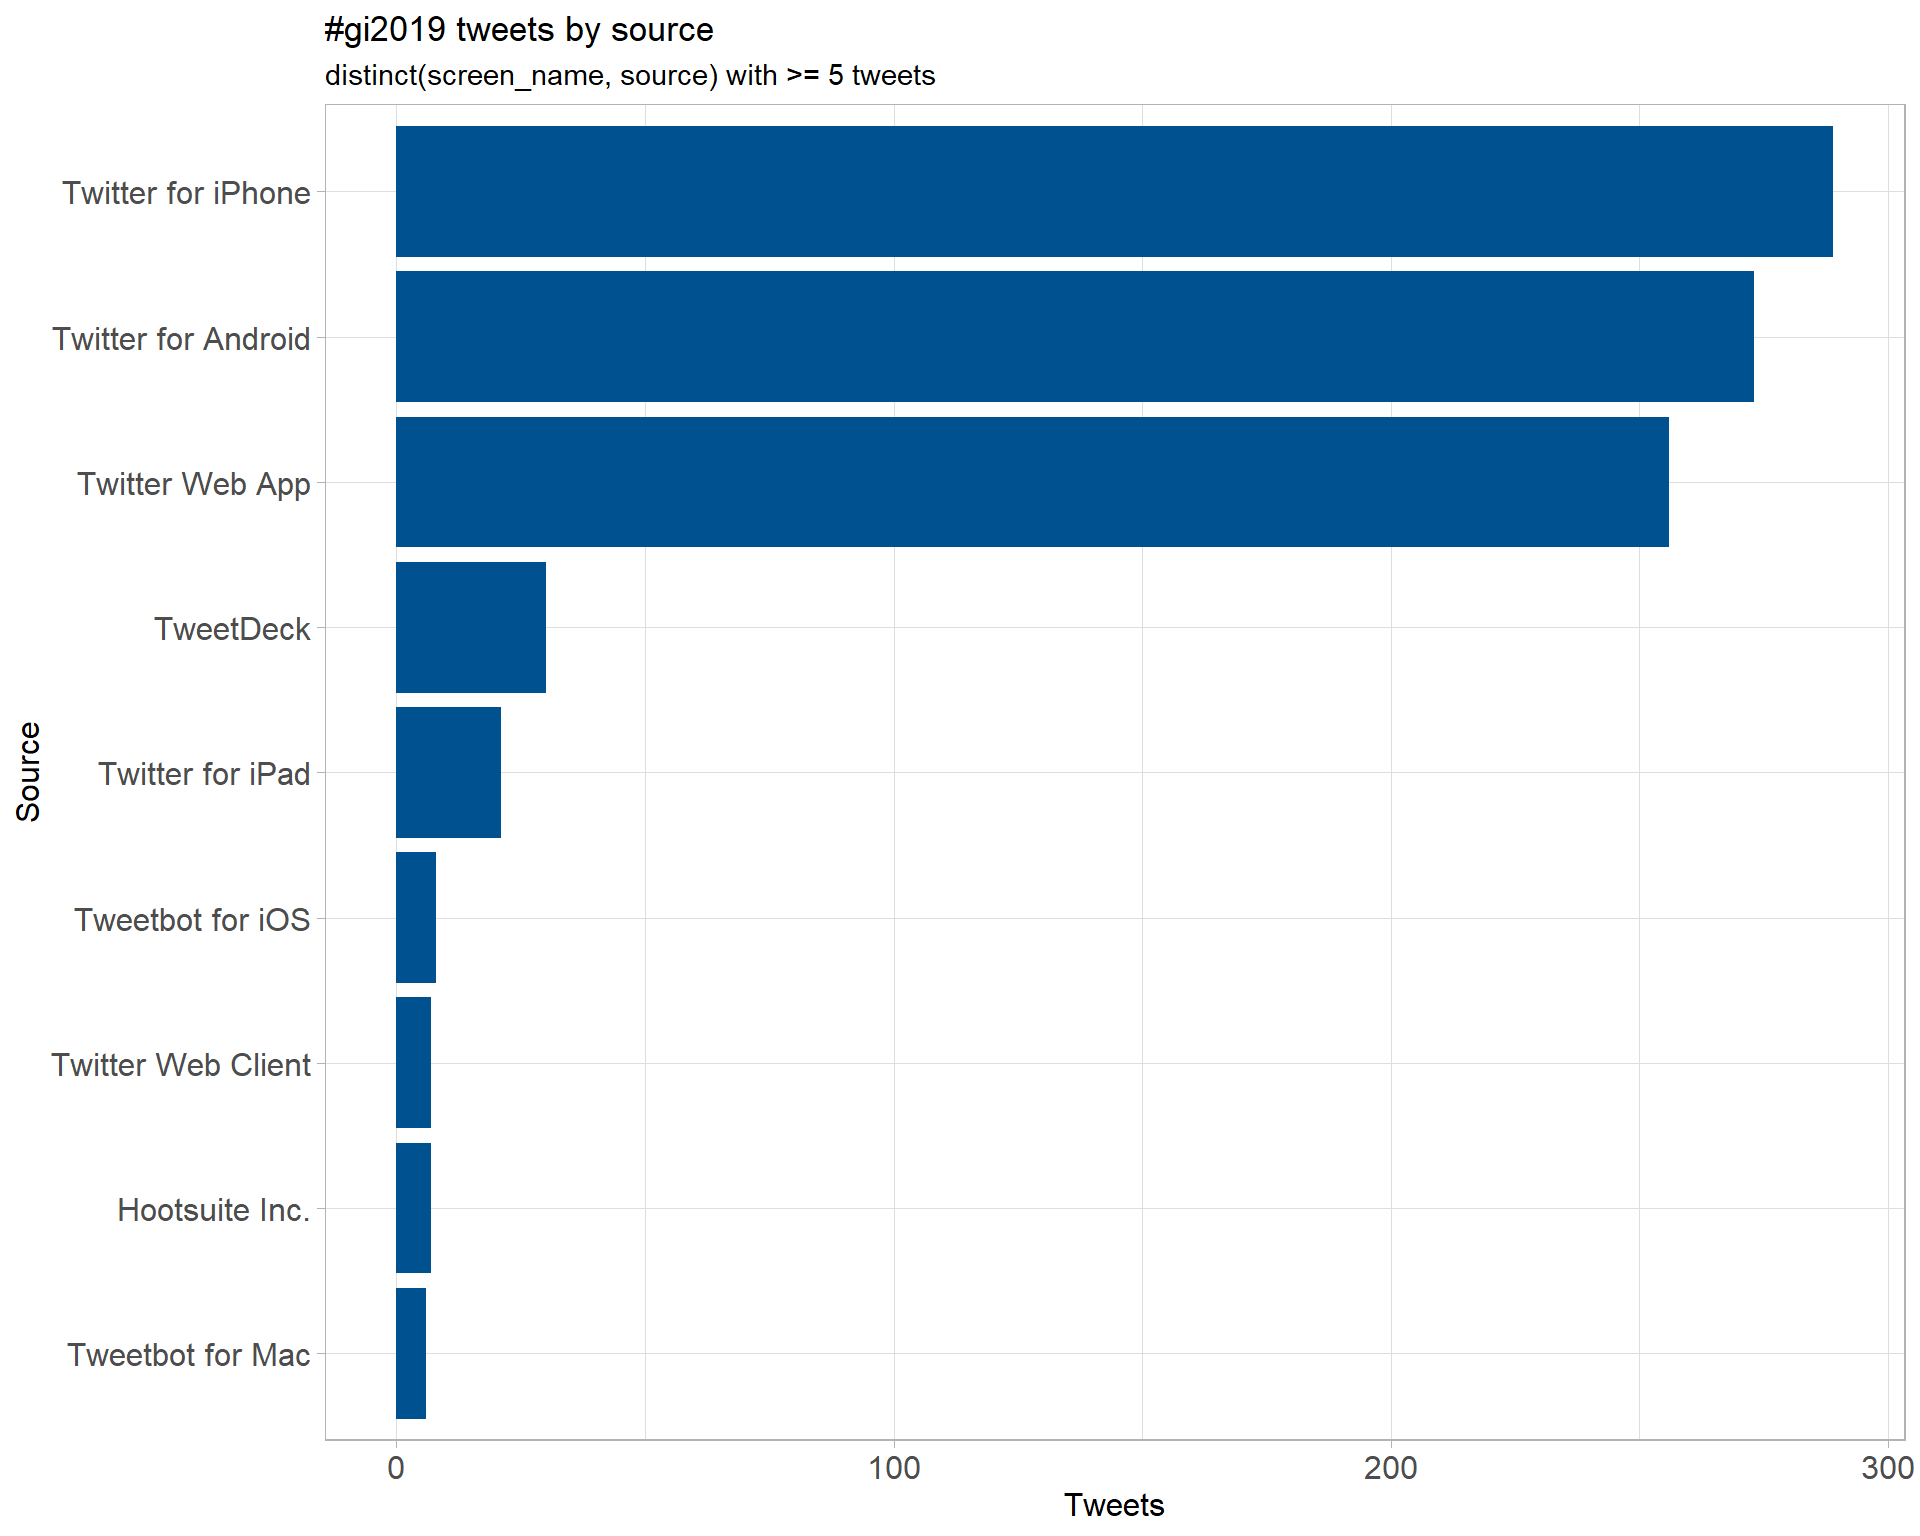 #gi2019 tweets by source
distinct(screen_name, source) with >= 5 tweets
Source
Twitter for iPhone
Twitter for Android
Twitter Web App
TweetDeck
Twitter for iPad
Tweetbot for iOS
Twitter Web Client
Hootsuite Inc.
Tweetbot for Mac
0 100 200 300
Tweets